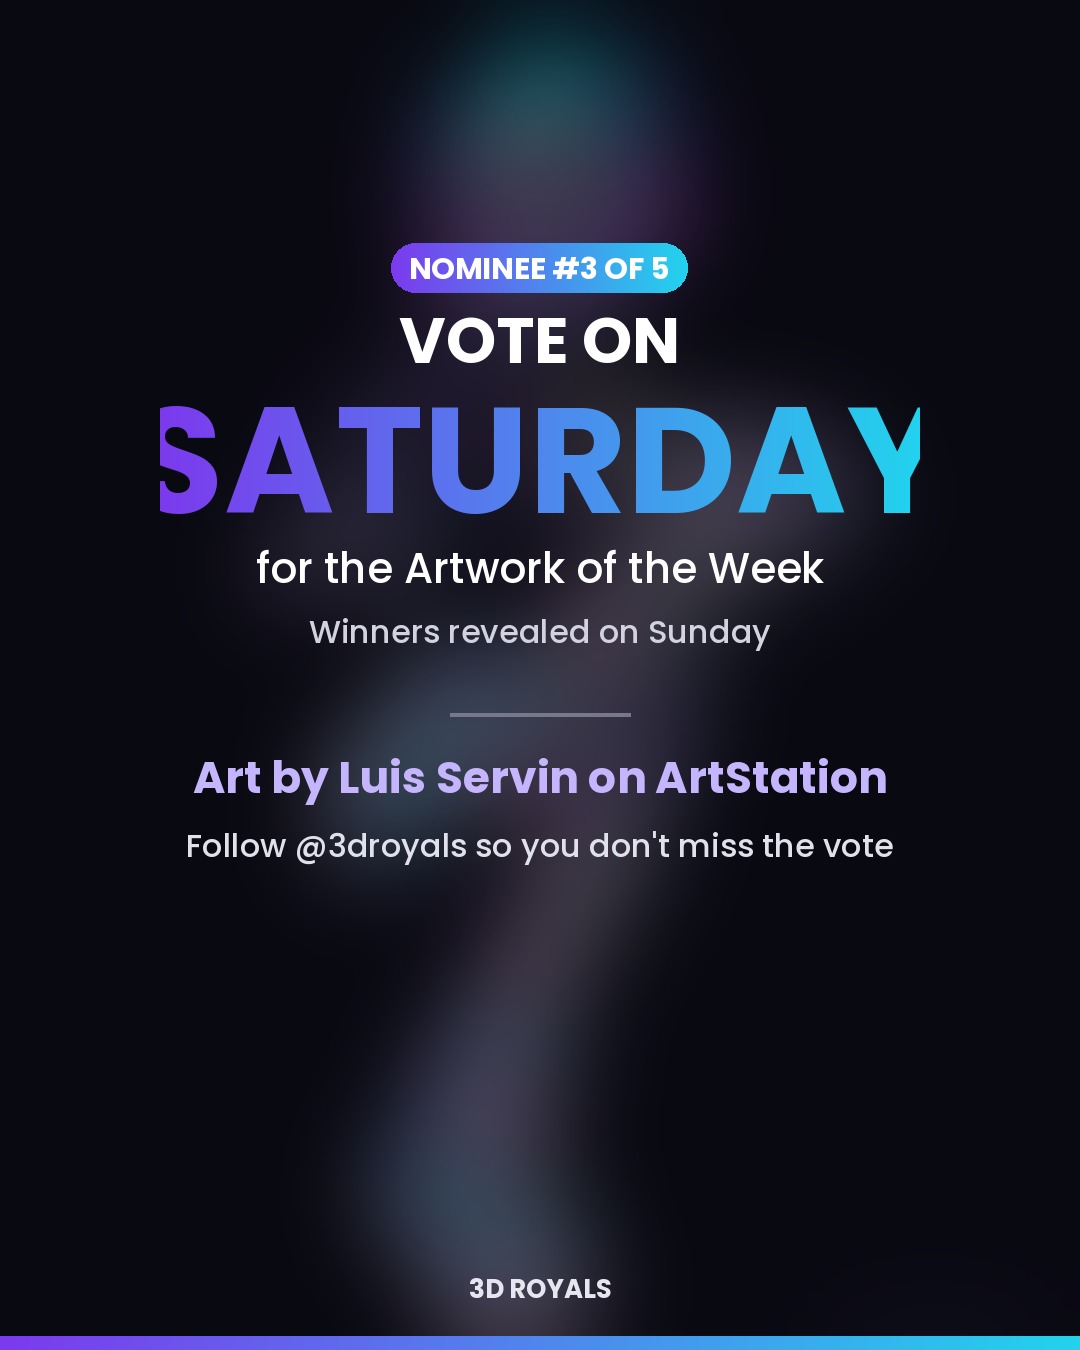 NOMINEE #3 OF 5
VOTE ON
SATURDAY
for the Artwork of the Week
Winners revealed on Sunday
Art by Luis Servin on ArtStation
Follow @3droyals so you don't miss the vote
3D ROYALS